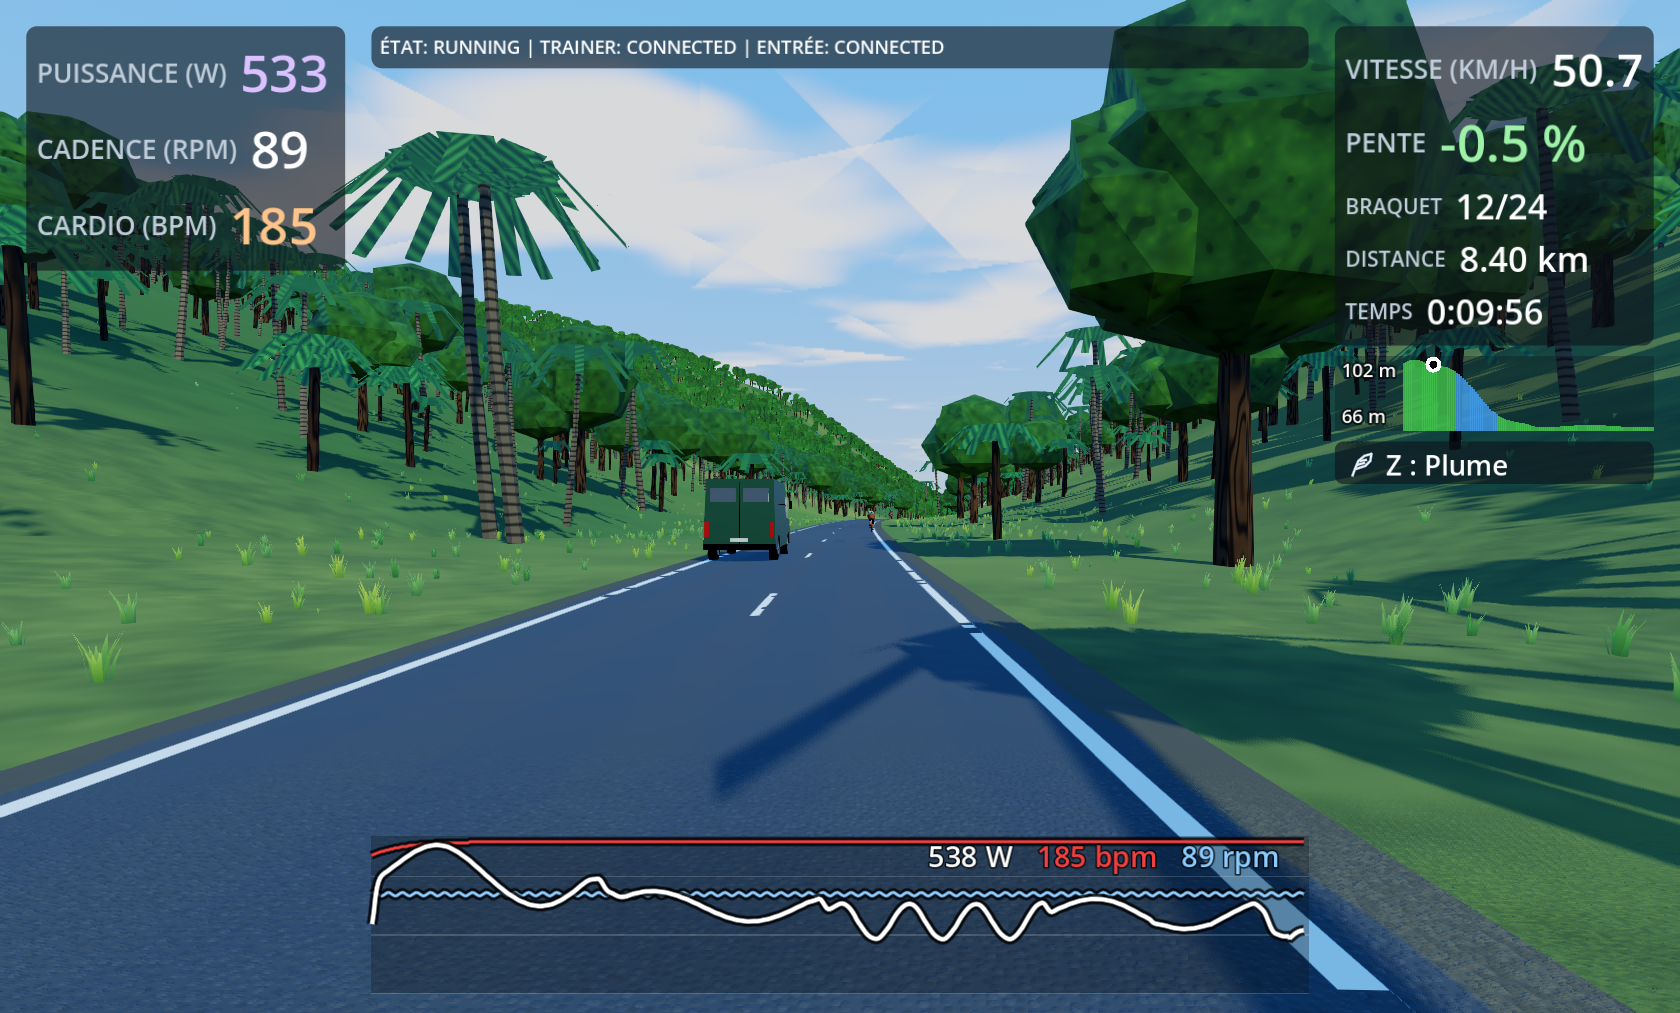 PUISSANCE (W) 533
CADENCE (RPM) 89
CARDIO (BPM) 185
ÉTAT: RUNNING | TRAINER: CONNECTED | ENTRÉE: CONNECTED
VITESSE (KM/H) 50.7
PENTE -0.5 %
BRAQUET 12/24
DISTANCE 8.40 km
TEMPS 0:09:56
102 m
66 m
Z : Plume
538 W 185 bpm 89 rpm